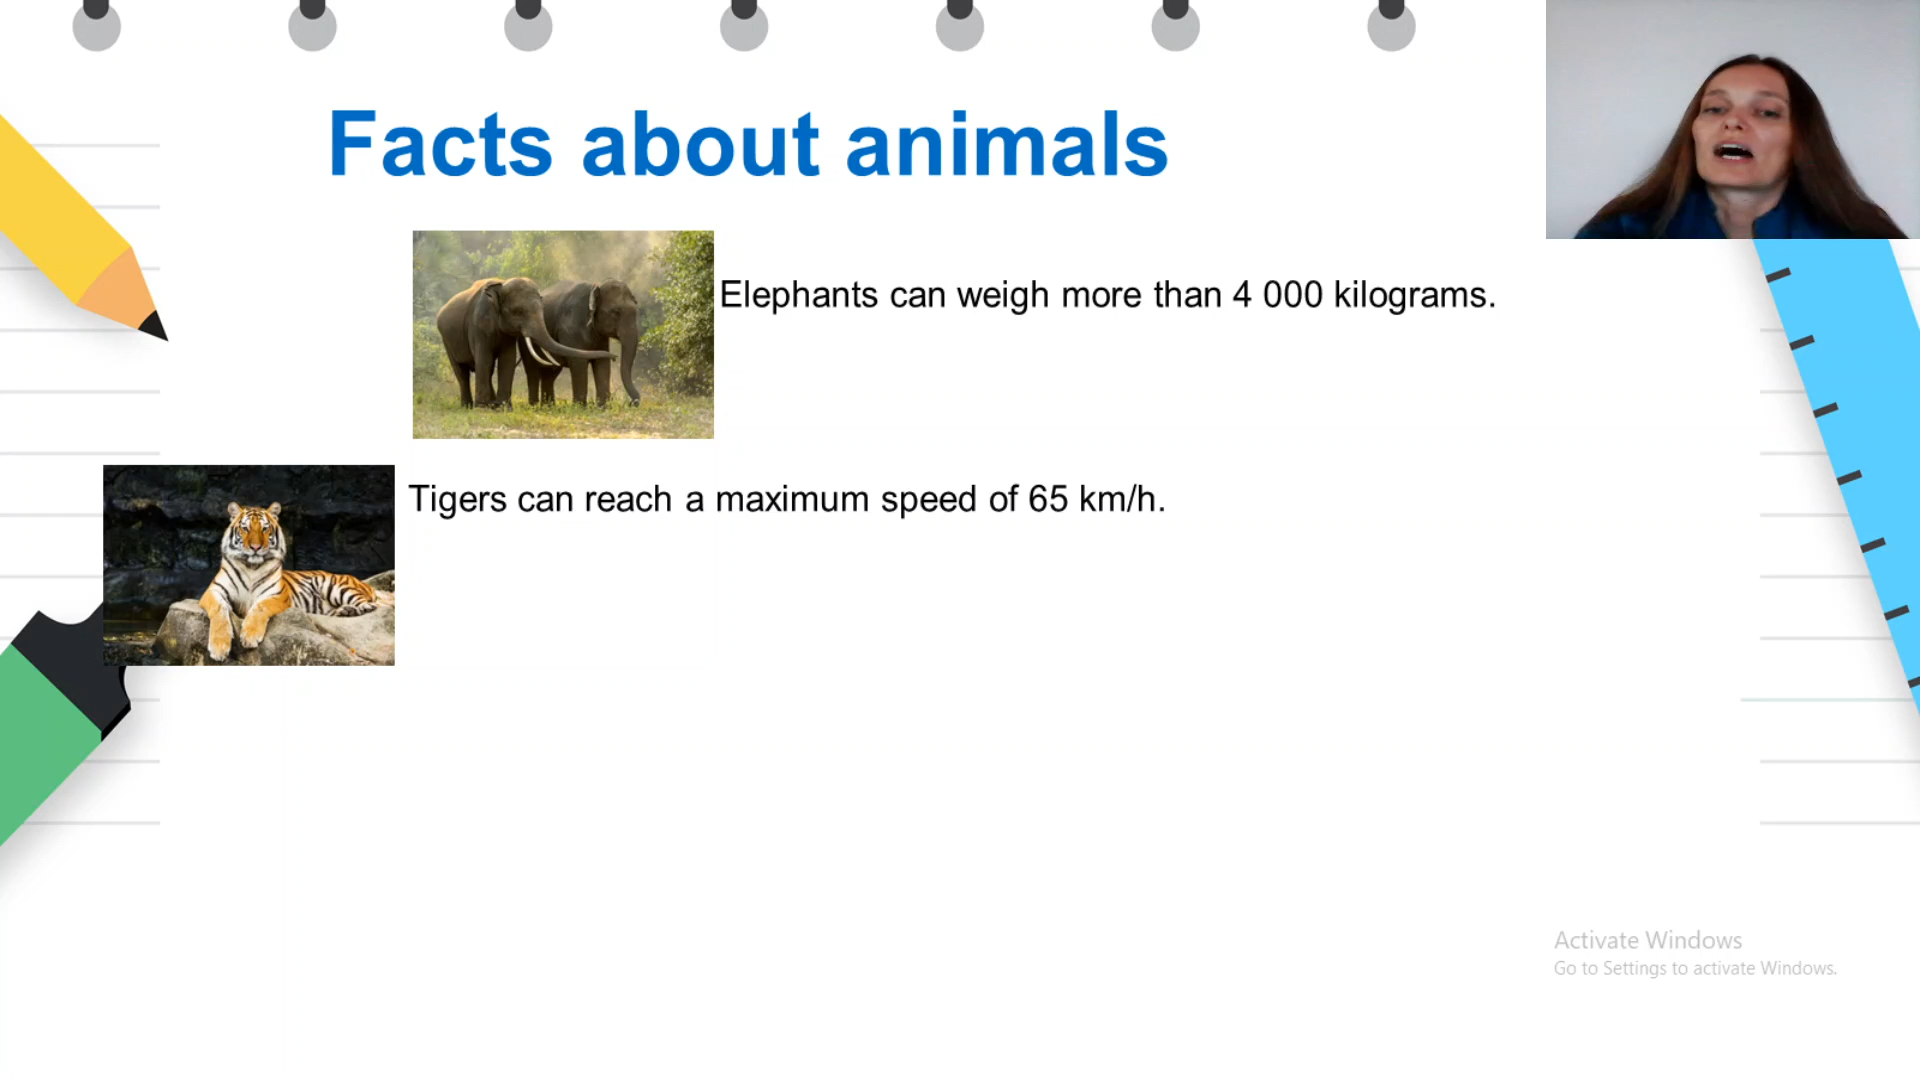 Facts about animals
Elephants can weigh more than 4 000 kilograms.
Tigers can reach a maximum speed of 65 km/h.
Activate Windows
Go to Settings to activate Windows.